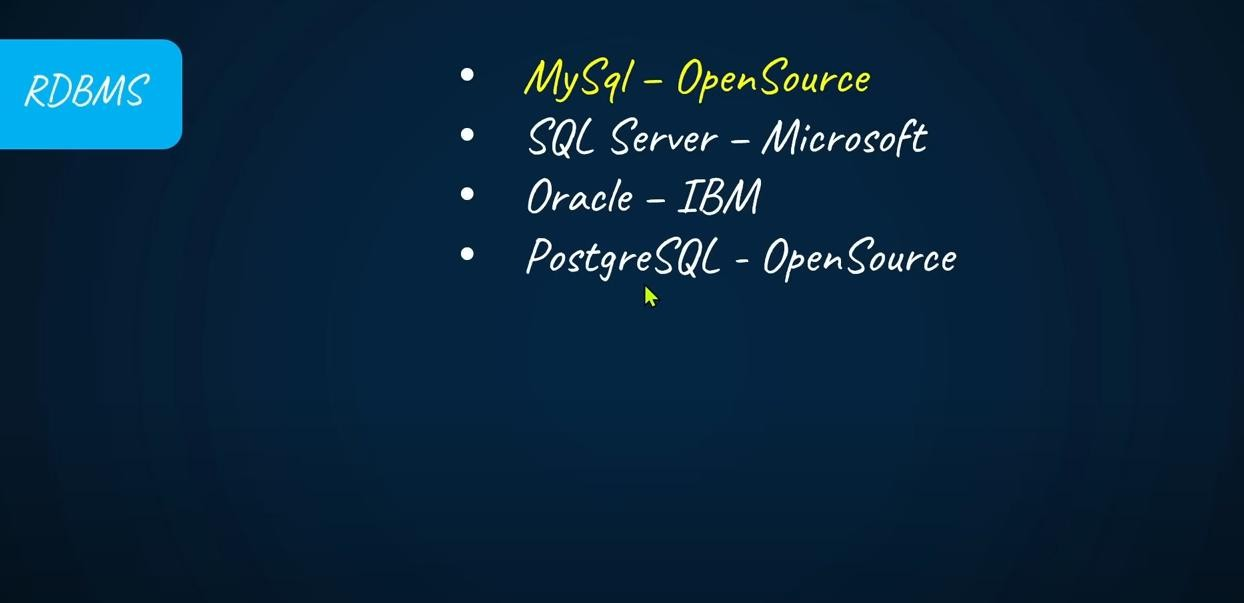 RDBMS
• MySql – OpenSource
• SQL Server – Microsoft
• Oracle – IBM
• PostgreSQL - OpenSource